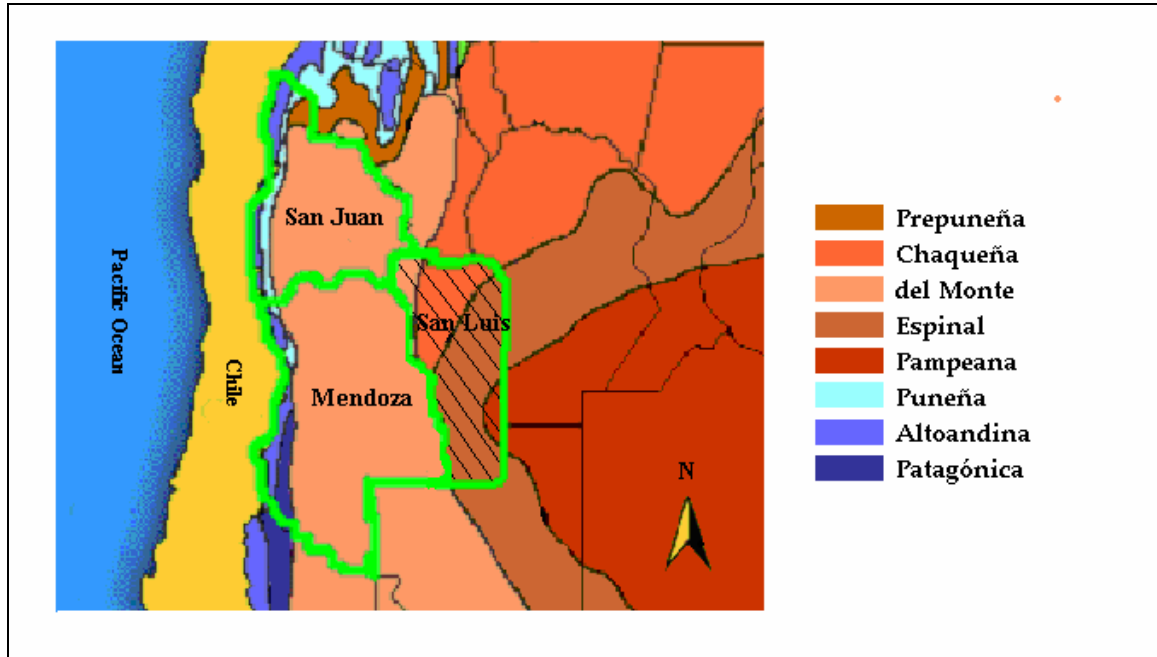 San Juan
San Luis
Mendoza
Chile
Pacific Ocean
N
Prepuneña
Chaqueña
del Monte
Espinal
Pampeana
Puneña
Altoandina
Patagónica